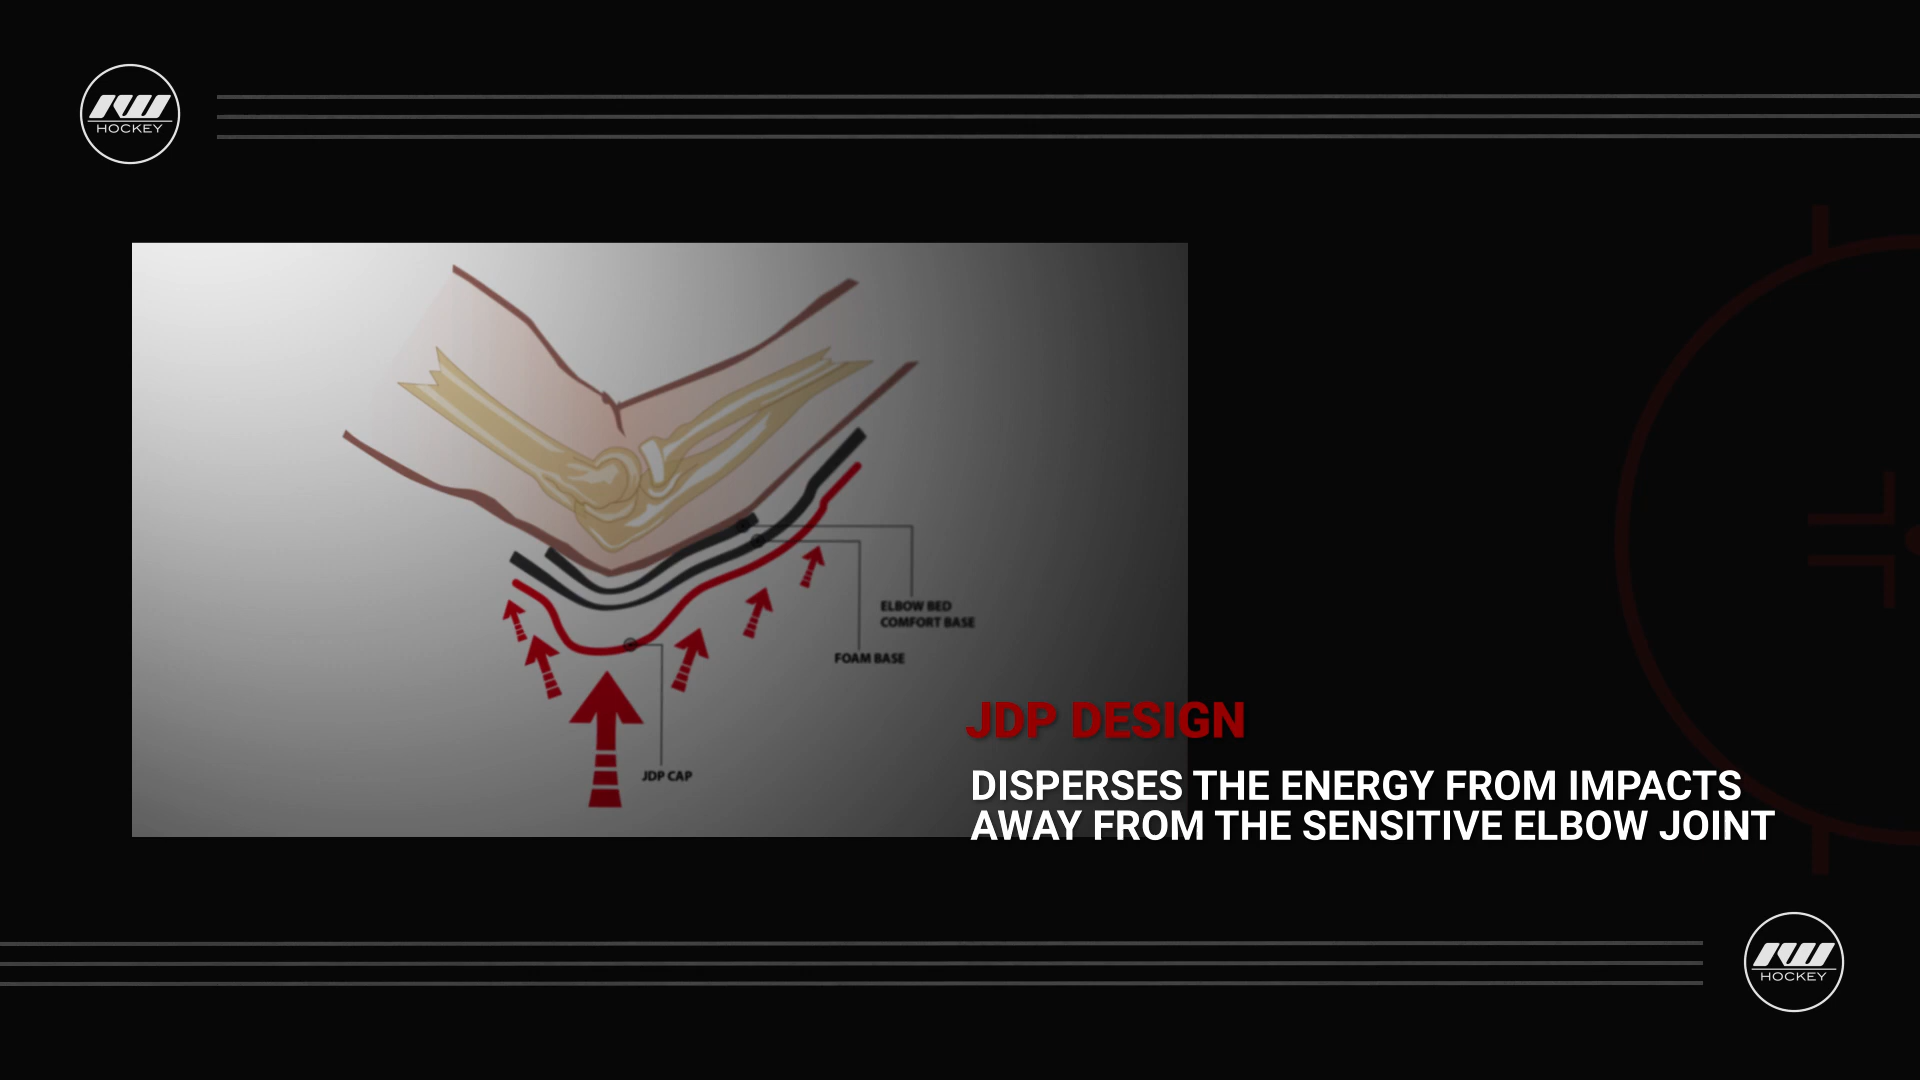 HOCKEY
ELBOW BED
COMFORT BASE
FOAM BASE
JDP CAP
JDP DESIGN
DISPERSES THE ENERGY FROM IMPACTS
AWAY FROM THE SENSITIVE ELBOW JOINT
HOCKEY